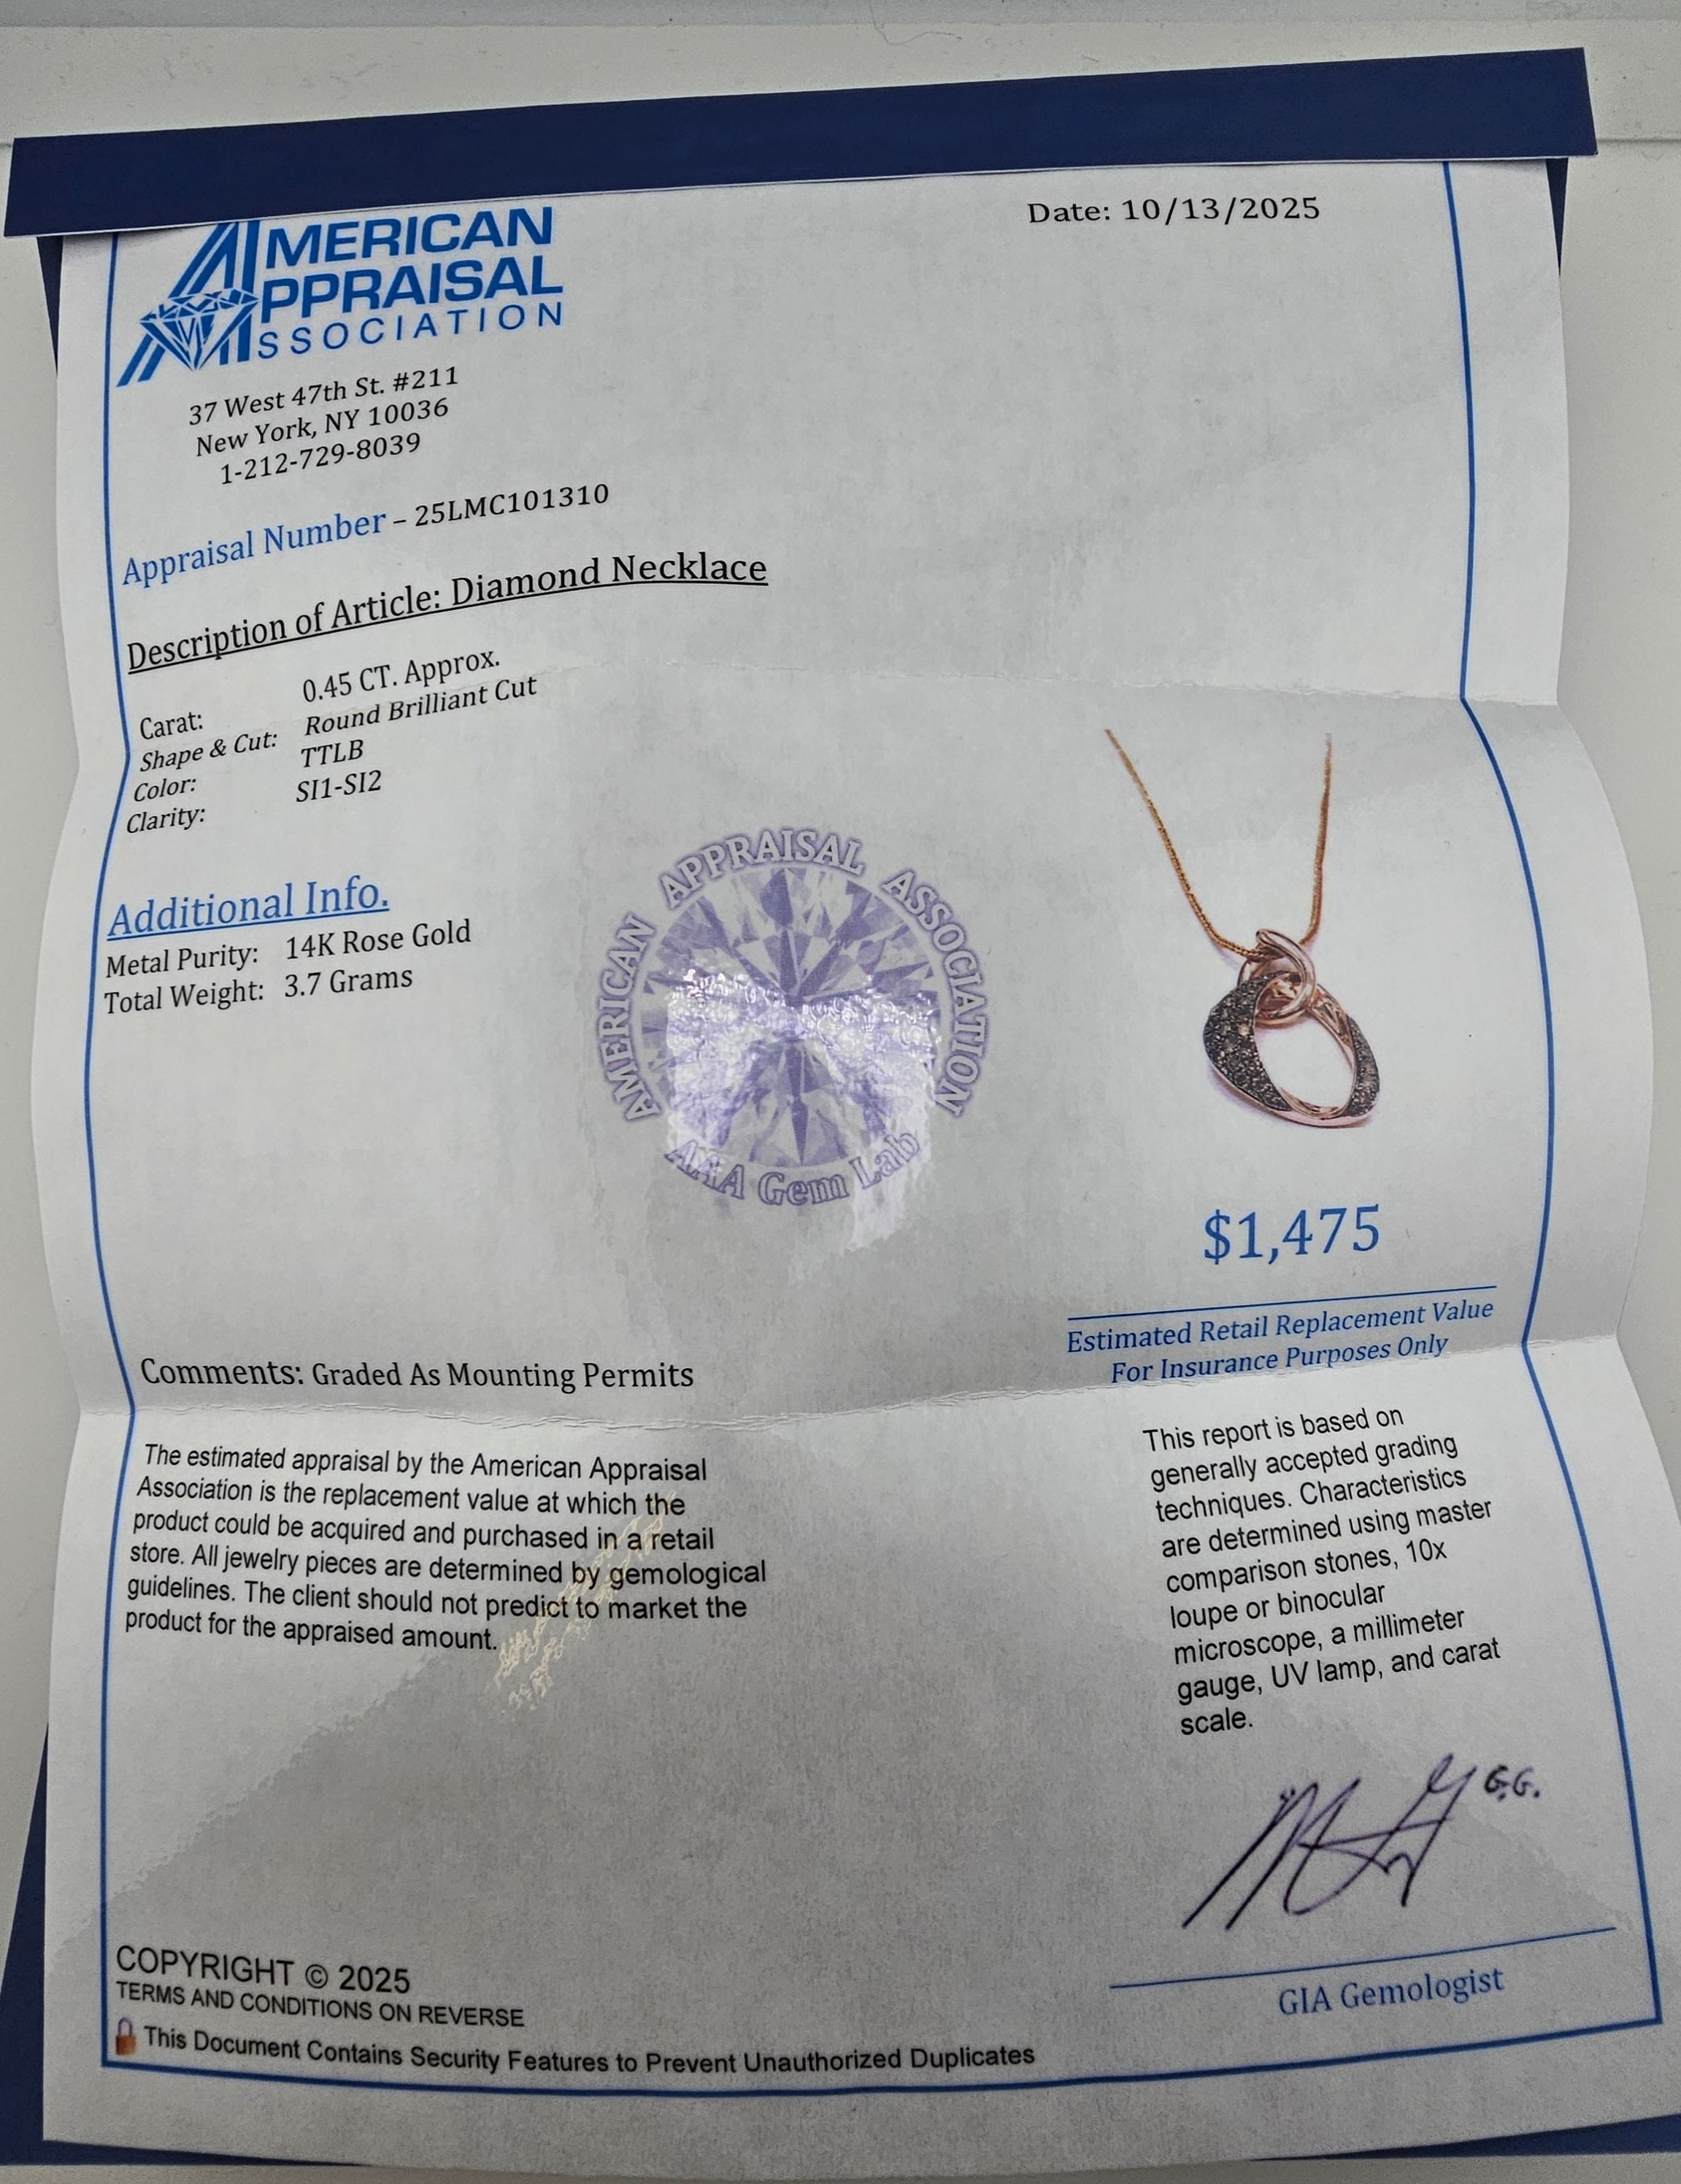 AMERICAN
APPRAISAL
ASSOCIATION
Date: 10/13/2025
37 West 47th St. #211
New York, NY 10036
1-212-729-8039
Appraisal Number – 25LMC101310
Description of Article: Diamond Necklace
Carat: 0.45 CT. Approx.
Shape & Cut: Round Brilliant Cut
Color: TTLB
Clarity: SI1-SI2
Additional Info.
Metal Purity: 14K Rose Gold
Total Weight: 3.7 Grams
AMERICAN APPRAISAL ASSOCIATION
AAA Gem Lab
$1,475
Estimated Retail Replacement Value
For Insurance Purposes Only
Comments: Graded As Mounting Permits
The estimated appraisal by the American Appraisal
Association is the replacement value at which the
product could be acquired and purchased in a retail
store. All jewelry pieces are determined by gemological
guidelines. The client should not predict to market the
product for the appraised amount.
This report is based on
generally accepted grading
techniques. Characteristics
are determined using master
comparison stones, 10x
loupe or binocular
microscope, a millimeter
gauge, UV lamp, and carat
scale.
G.G.
GIA Gemologist
COPYRIGHT © 2025
TERMS AND CONDITIONS ON REVERSE
This Document Contains Security Features to Prevent Unauthorized Duplicates